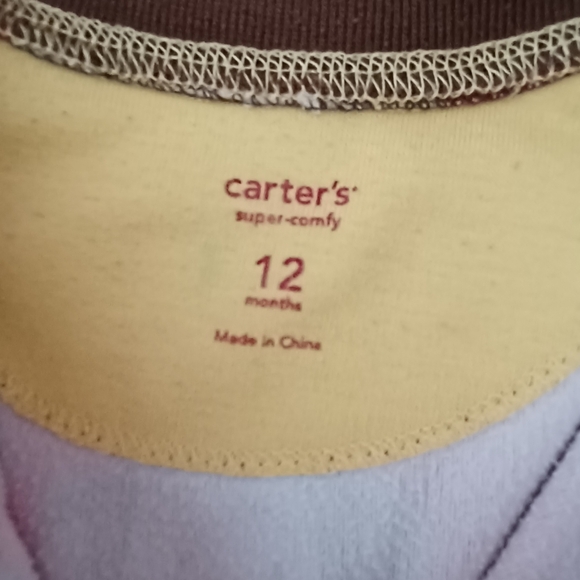 carter's
super-comfy
12
months
Made in China